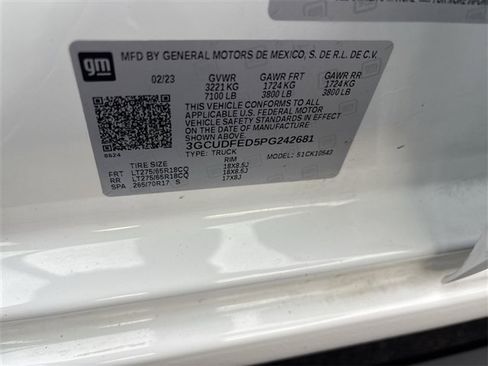 gm MFD BY GENERAL MOTORS DE MEXICO, S. DE R.L. DE C.V.
02/23 GVWR GAWR FRT GAWR RR
3221 KG 1724 KG 1724 KG
7100 LB 3800 LB 3800 LB
THIS VEHICLE CONFORMS TO ALL
APPLICABLE U.S. FEDERAL MOTOR
VEHICLE SAFETY STANDARDS IN EFFECT
ON THE DATE OF MANUFACTURE SHOWN ABOVE.
3GCUDFED5PG242681
TYPE: TRUCK MODEL: S1CK10543
8624 RIM
FRT LT275/65R18CQ 18X8.5J
RR LT275/65R18CQ 18X8.5J
SPA 265/70R17 S 17X8J